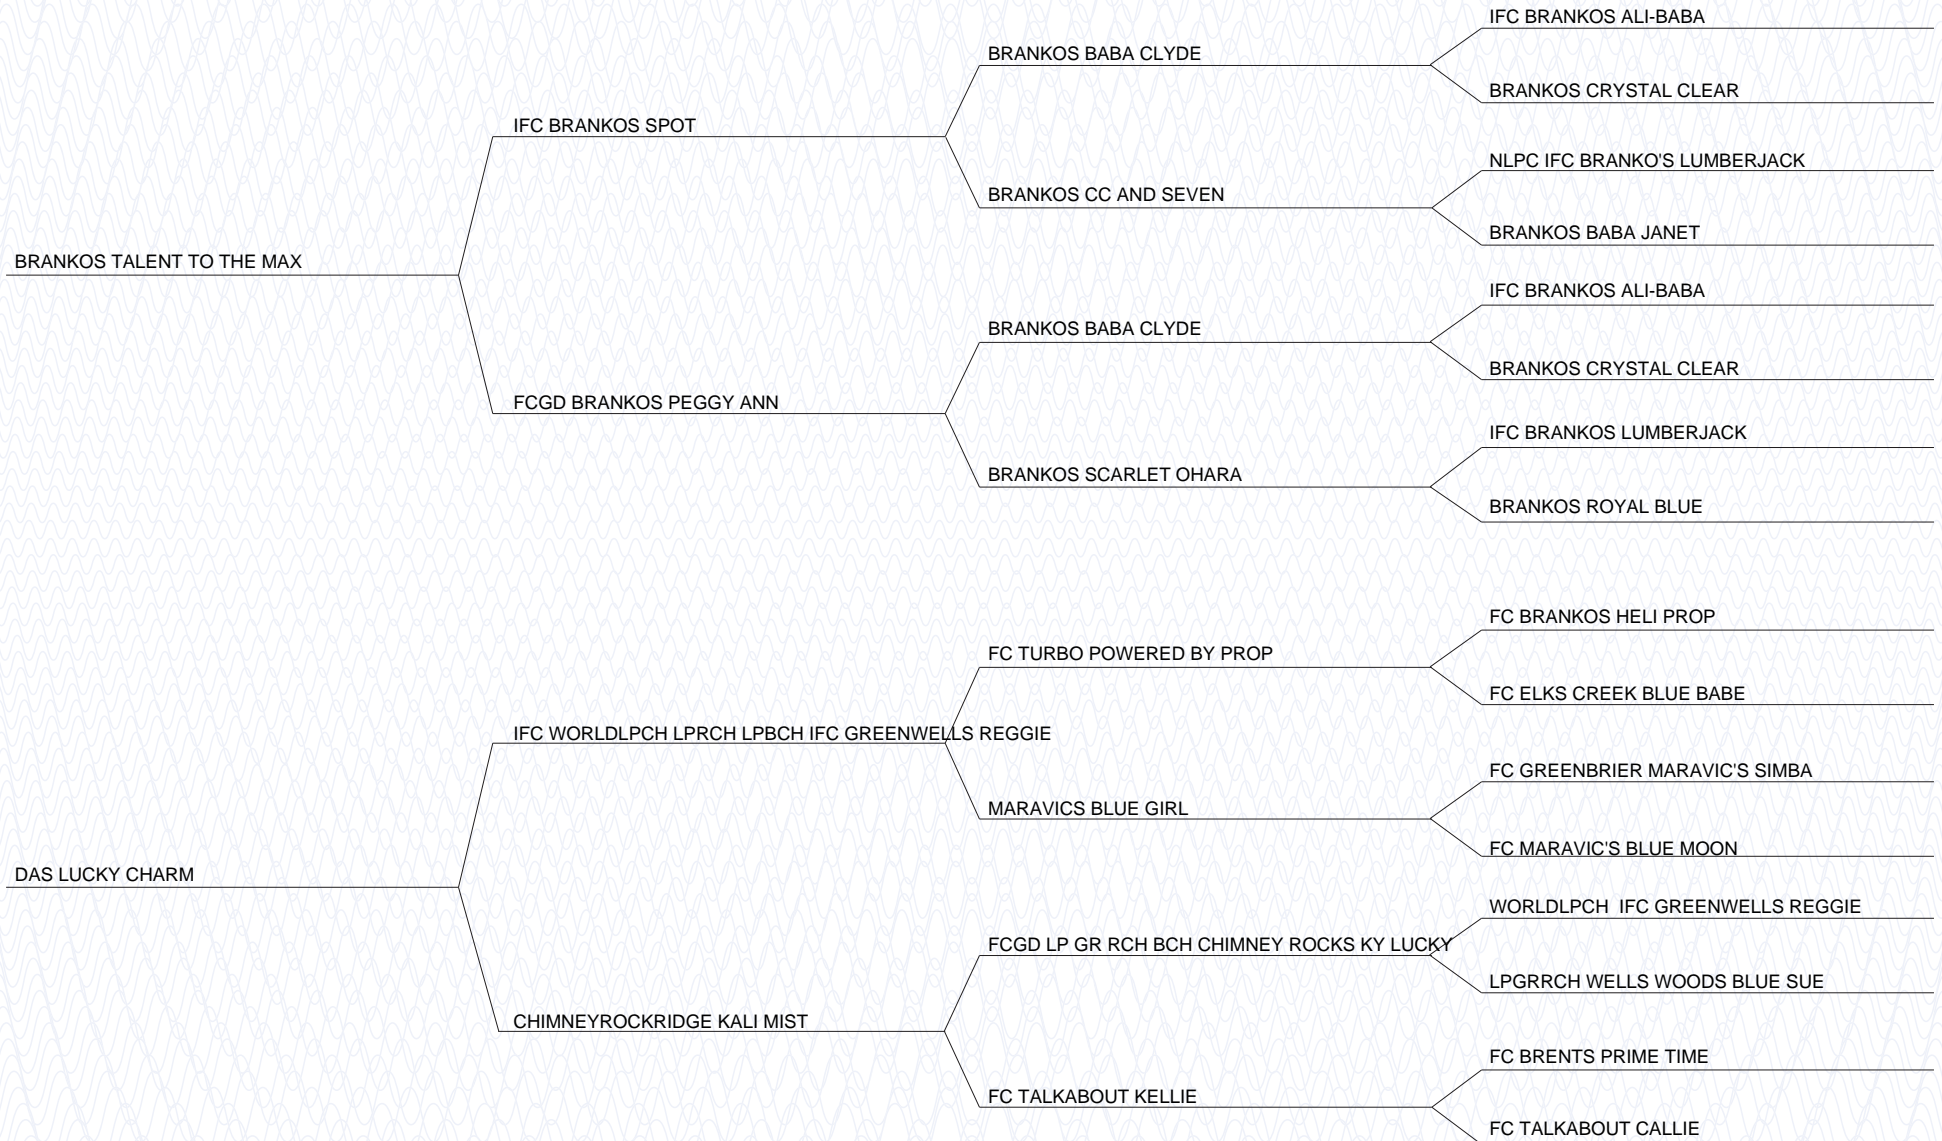 IFC BRANKOS ALI-BABA
BRANKOS BABA CLYDE
BRANKOS CRYSTAL CLEAR
IFC BRANKOS SPOT
NLPC IFC BRANKO'S LUMBERJACK
BRANKOS CC AND SEVEN
BRANKOS BABA JANET
BRANKOS TALENT TO THE MAX
IFC BRANKOS ALI-BABA
BRANKOS BABA CLYDE
BRANKOS CRYSTAL CLEAR
FCGD BRANKOS PEGGY ANN
IFC BRANKOS LUMBERJACK
BRANKOS SCARLET OHARA
BRANKOS ROYAL BLUE
FC BRANKOS HELI PROP
FC TURBO POWERED BY PROP
FC ELKS CREEK BLUE BABE
IFC WORLDLPCH LPRCH LPBCH IFC GREENWELLS REGGIE
FC GREENBRIER MARAVIC'S SIMBA
MARAVICS BLUE GIRL
FC MARAVIC'S BLUE MOON
DAS LUCKY CHARM
WORLDLPCH  IFC GREENWELLS REGGIE
FCGD LP GR RCH BCH CHIMNEY ROCKS KY LUCKY
LPGRRCH WELLS WOODS BLUE SUE
CHIMNEYROCKRIDGE KALI MIST
FC BRENTS PRIME TIME
FC TALKABOUT KELLIE
FC TALKABOUT CALLIE